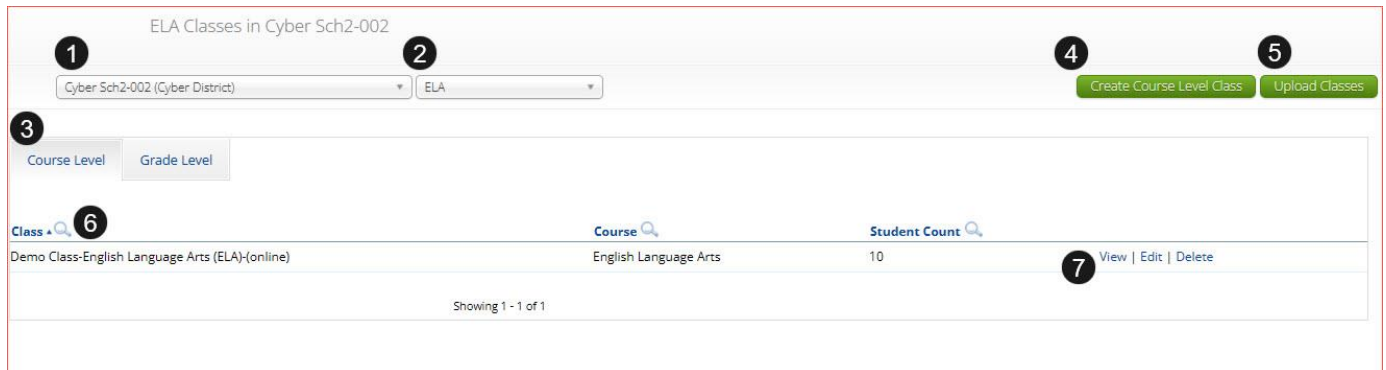 ELA Classes in Cyber Sch2-002
1 2 4 5
Cyber Sch2-002 (Cyber District) ELA Create Course Level Class Upload Classes
3
Course Level Grade Level
Class 6 Course Student Count
Demo Class-English Language Arts (ELA)-(online) English Language Arts 10 7 View | Edit | Delete
Showing 1 - 1 of 1